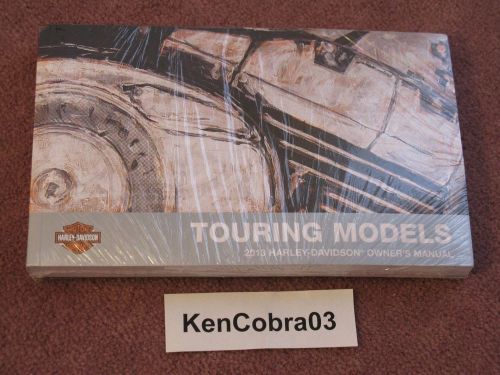 TOURING MODELS
2013 HARLEY-DAVIDSON® OWNER'S MANUAL
HARLEY-DAVIDSON
KenCobra03